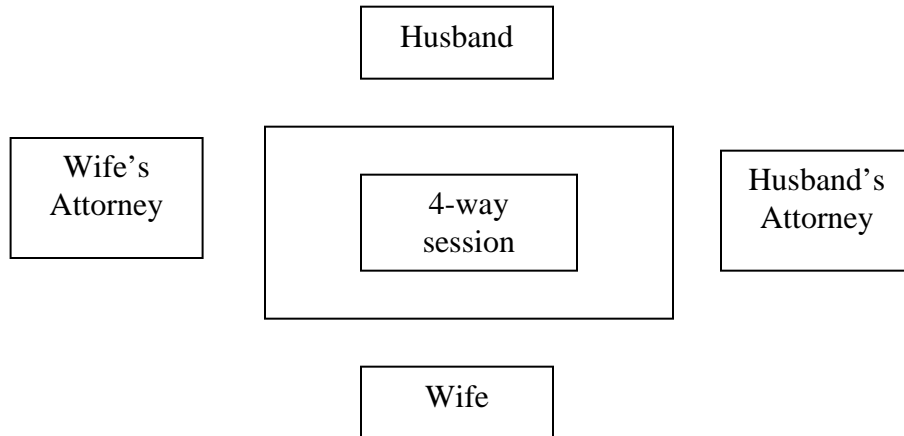 Husband
Wife’s
Attorney
4-way
session
Husband’s
Attorney
Wife